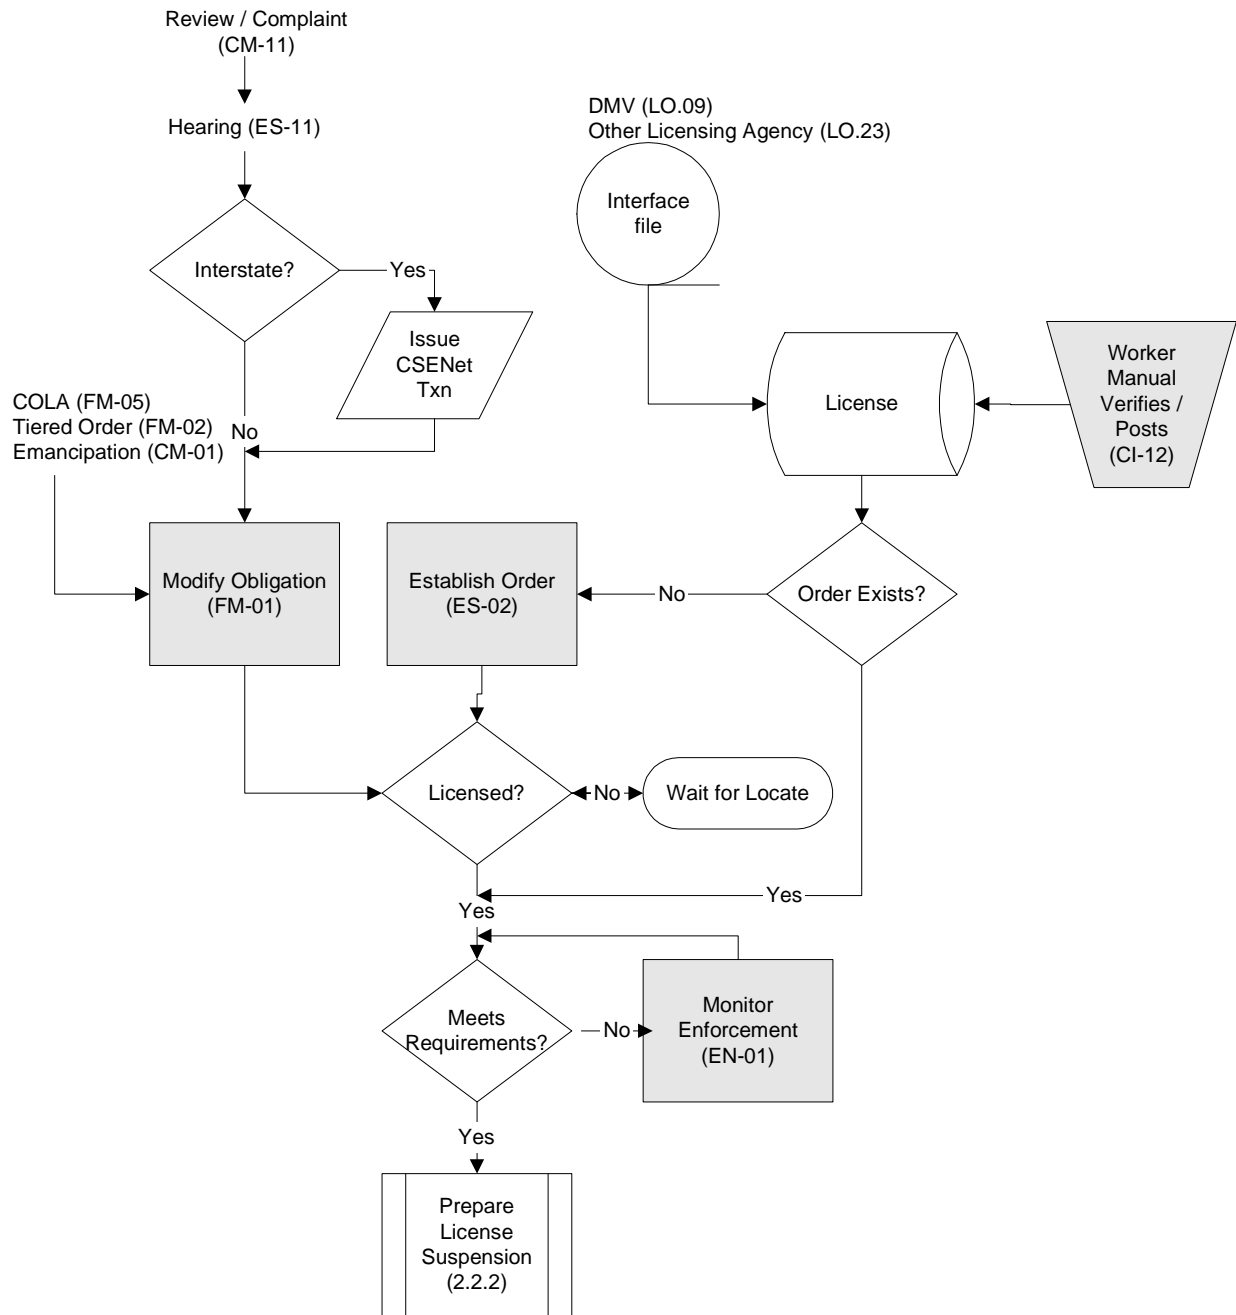 Review / Complaint
(CM-11)
Hearing (ES-11)
DMV (LO.09)
Other Licensing Agency (LO.23)
Interface
file
Interstate?
Yes
Issue
CSENet
Txn
No
COLA (FM-05)
Tiered Order (FM-02)
Emancipation (CM-01)
License
Worker
Manual
Verifies /
Posts
(CI-12)
Modify Obligation
(FM-01)
Establish Order
(ES-02)
No
Order Exists?
Licensed?
No
Wait for Locate
Yes
Yes
Meets
Requirements?
No
Monitor
Enforcement
(EN-01)
Yes
Prepare
License
Suspension
(2.2.2)